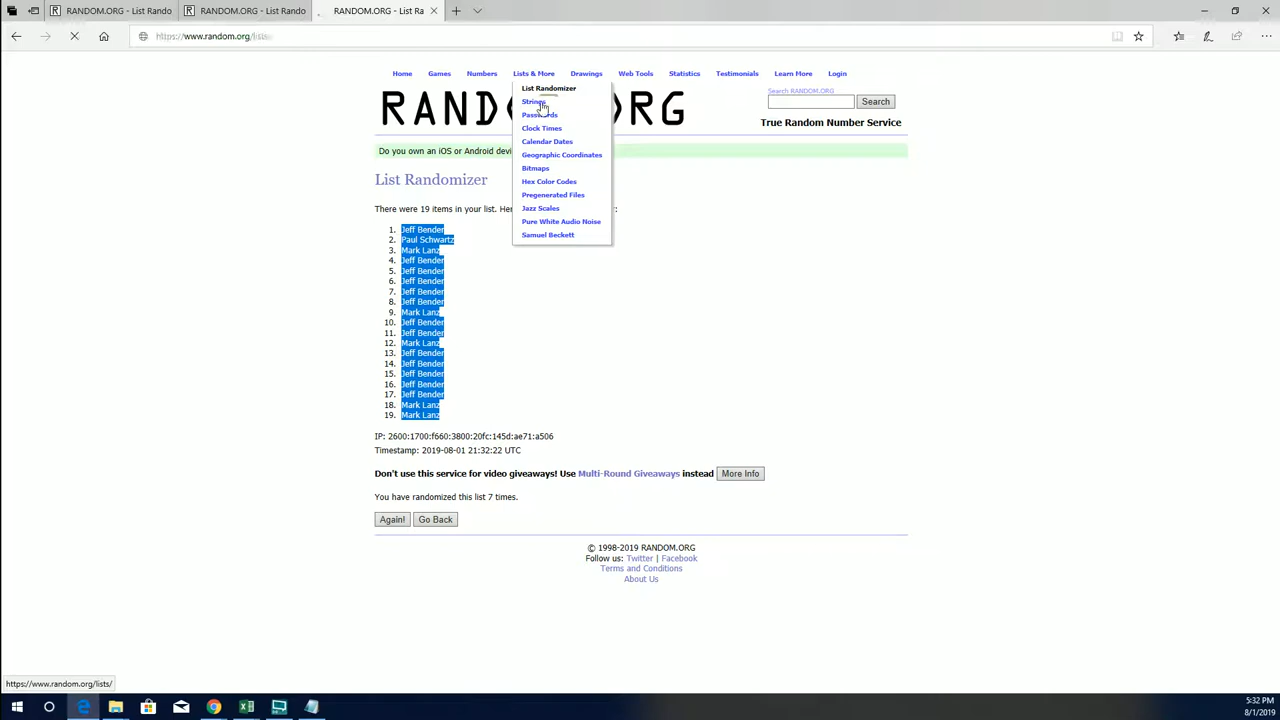 RANDOM.ORG - List Rando
RANDOM.ORG - List Rando
RANDOM.ORG - List Ra
https://www.random.org/lists
Home Games Numbers Lists & More Drawings Web Tools Statistics Testimonials Learn More Login
List Randomizer
Strings
Passwords
Clock Times
Calendar Dates
Geographic Coordinates
Bitmaps
Hex Color Codes
Pregenerated Files
Jazz Scales
Pure White Audio Noise
Samuel Beckett
Search RANDOM.ORG
Search
True Random Number Service
Do you own an iOS or Android devi
List Randomizer
There were 19 items in your list. Her
1. Jeff Bender
2. Paul Schwartz
3. Mark Lanz
4. Jeff Bender
5. Jeff Bender
6. Jeff Bender
7. Jeff Bender
8. Jeff Bender
9. Mark Lanz
10. Jeff Bender
11. Jeff Bender
12. Mark Lanz
13. Jeff Bender
14. Jeff Bender
15. Jeff Bender
16. Jeff Bender
17. Jeff Bender
18. Mark Lanz
19. Mark Lanz
IP: 2600:1700:f660:3800:20fc:145d:ae71:a506
Timestamp: 2019-08-01 21:32:22 UTC
Don't use this service for video giveaways! Use Multi-Round Giveaways instead More Info
You have randomized this list 7 times.
Again! Go Back
© 1998-2019 RANDOM.ORG
Follow us: Twitter | Facebook
Terms and Conditions
About Us
https://www.random.org/lists/
5:32 PM
8/1/2019